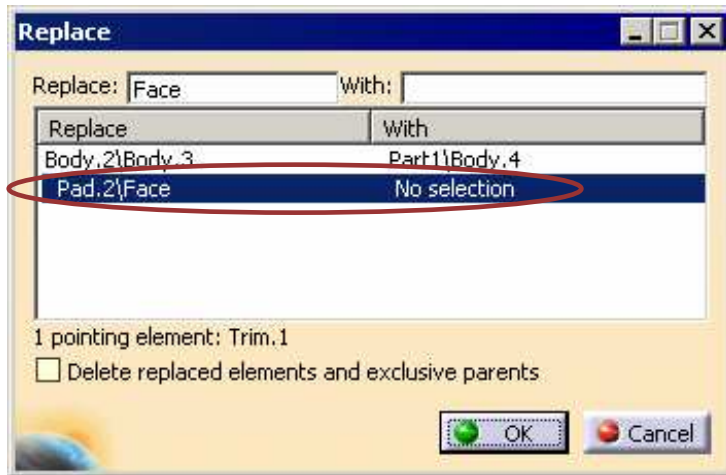 Replace
Replace: Face With:
Replace With
Body.2\Body.3 Part1\Body.4
Pad.2\Face No selection
1 pointing element: Trim.1
Delete replaced elements and exclusive parents
OK Cancel